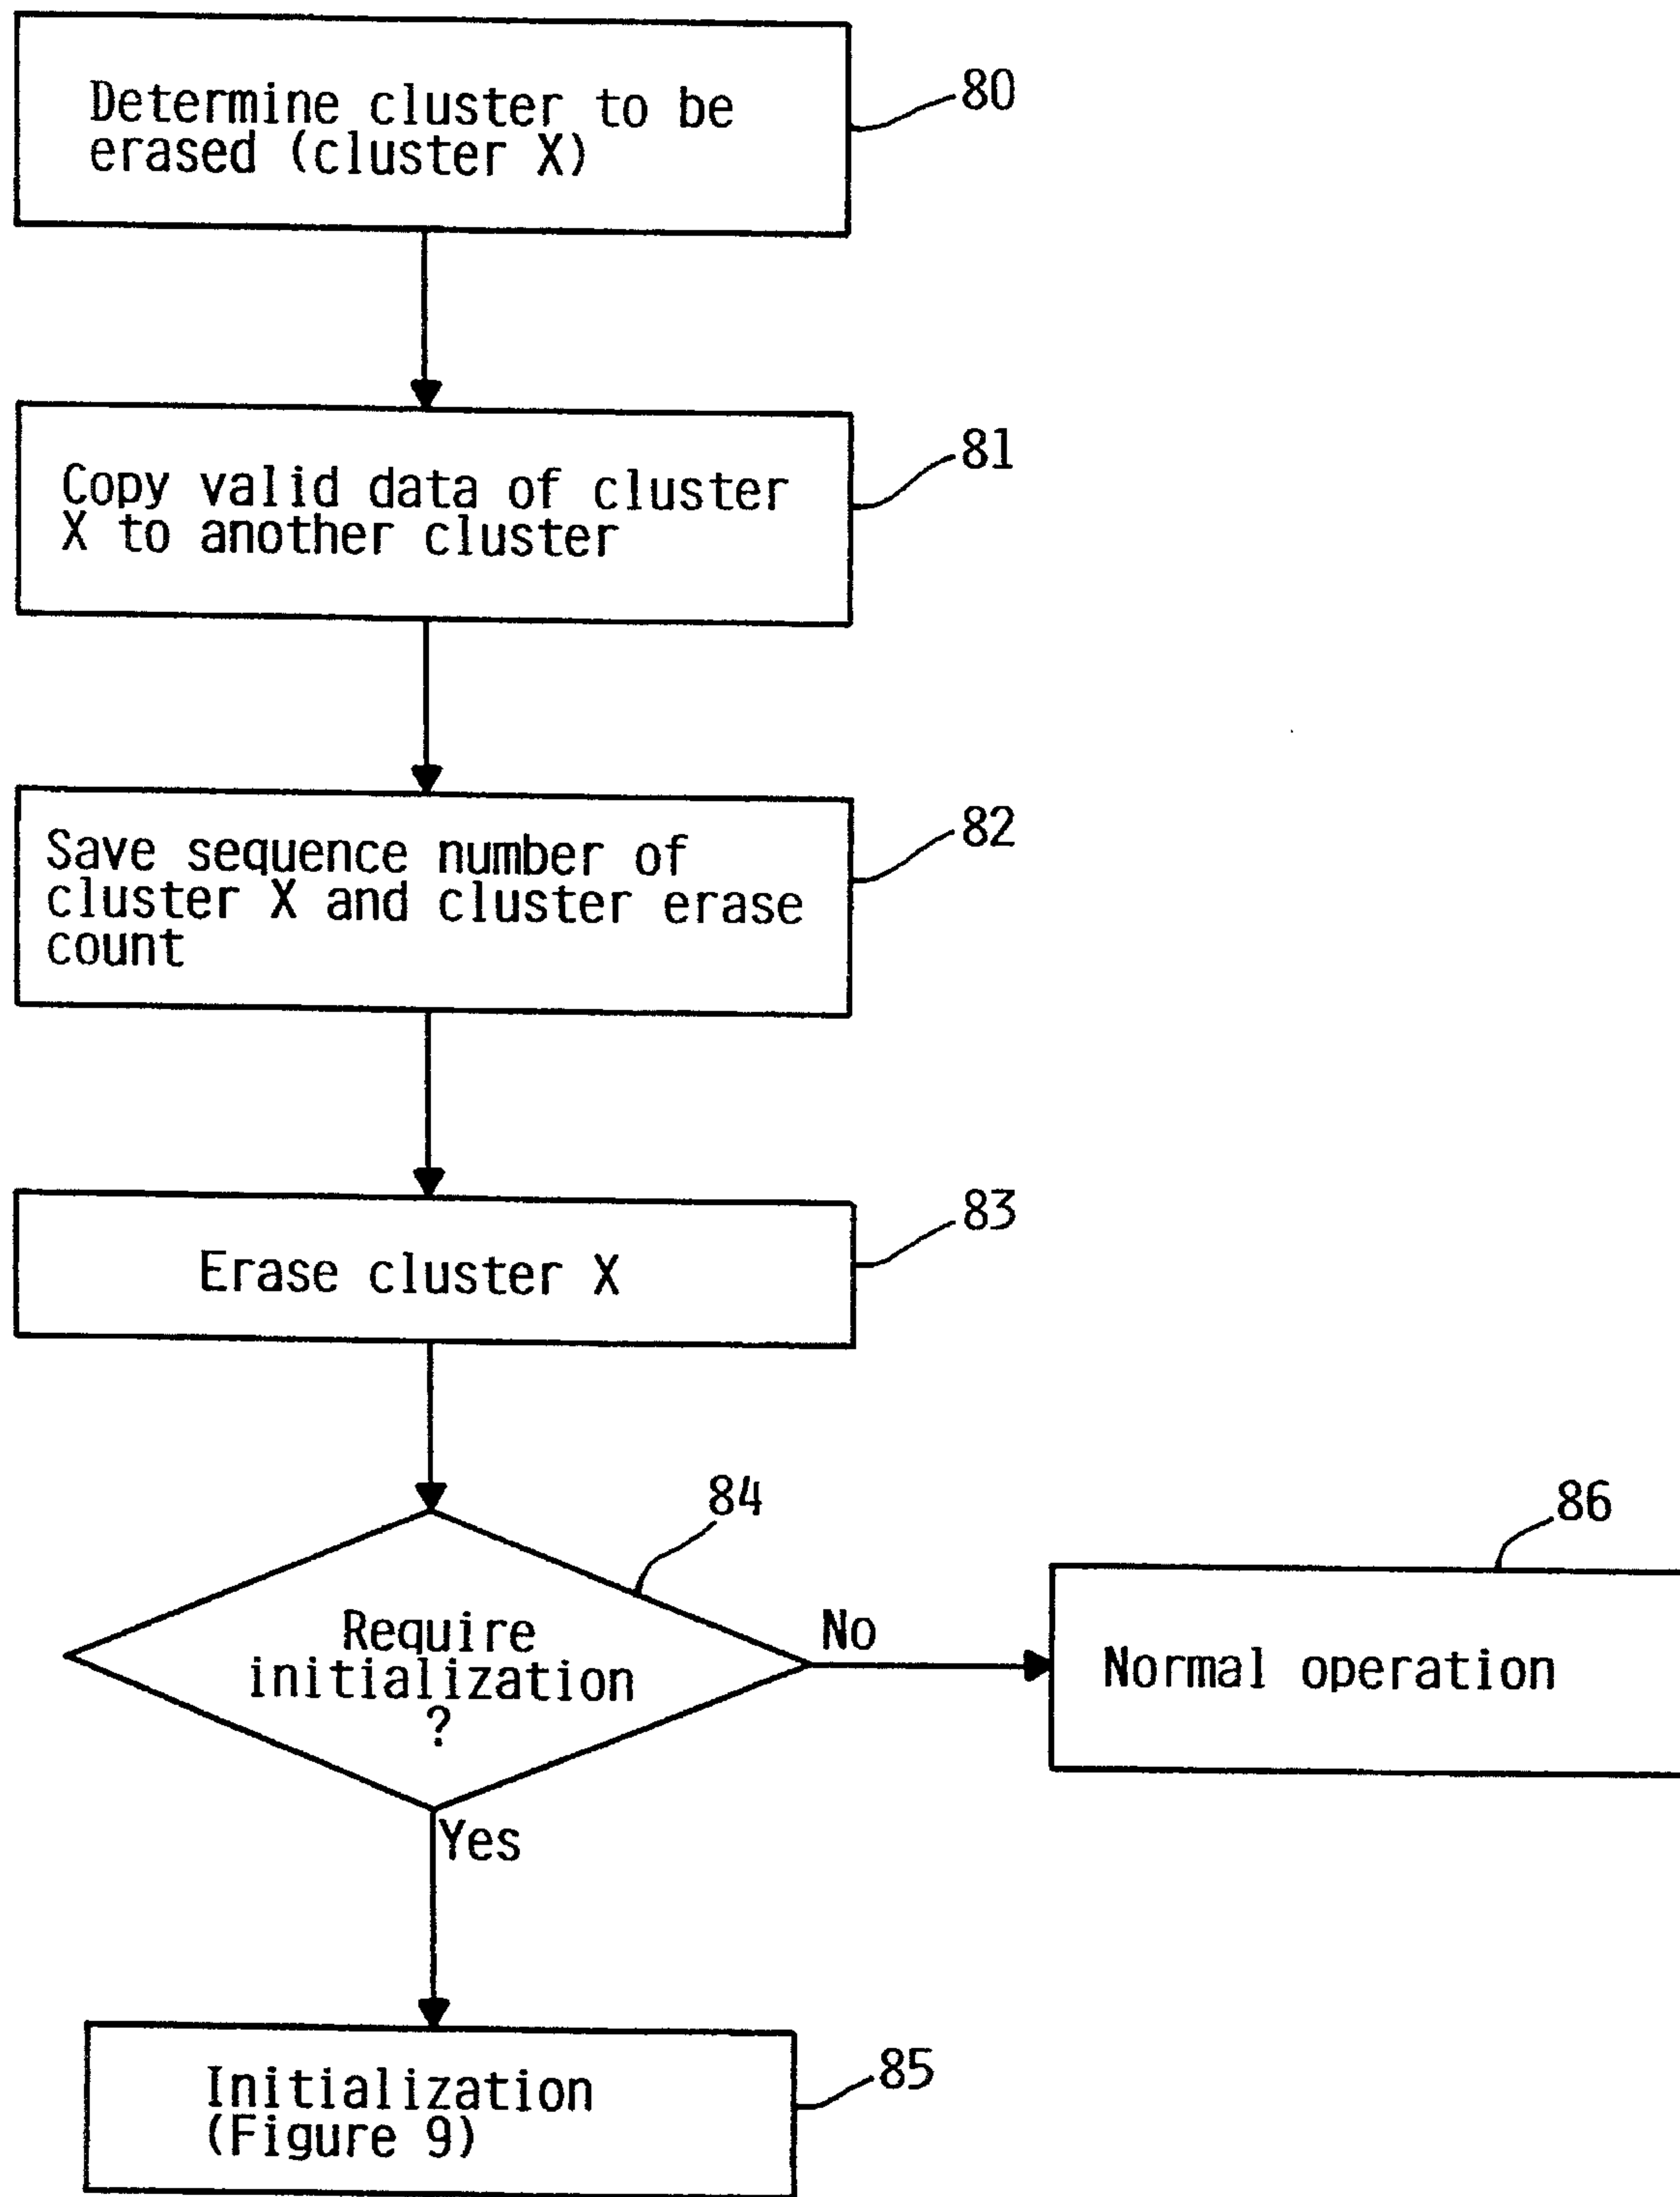 Determine cluster to be
erased (cluster X)
80
Copy valid data of cluster
X to another cluster
81
Save sequence number of
cluster X and cluster erase
count
82
Erase cluster X
83
84
Require
initialization
?
No
86
Normal operation
Yes
Initialization
(Figure 9)
85